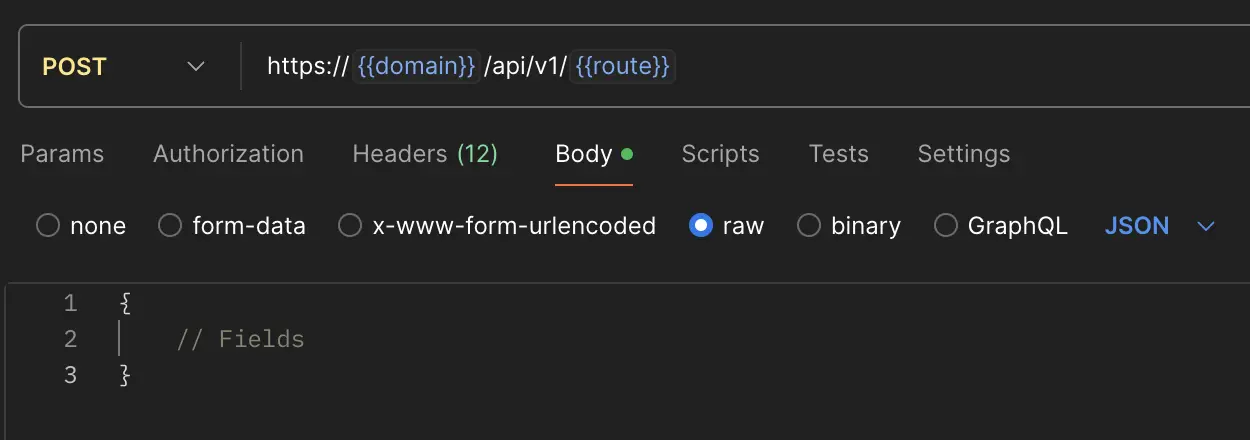 POST https://{{domain}}/api/v1/{{route}}
Params Authorization Headers (12) Body Scripts Tests Settings
none form-data x-www-form-urlencoded raw binary GraphQL JSON
1 {
2 // Fields
3 }